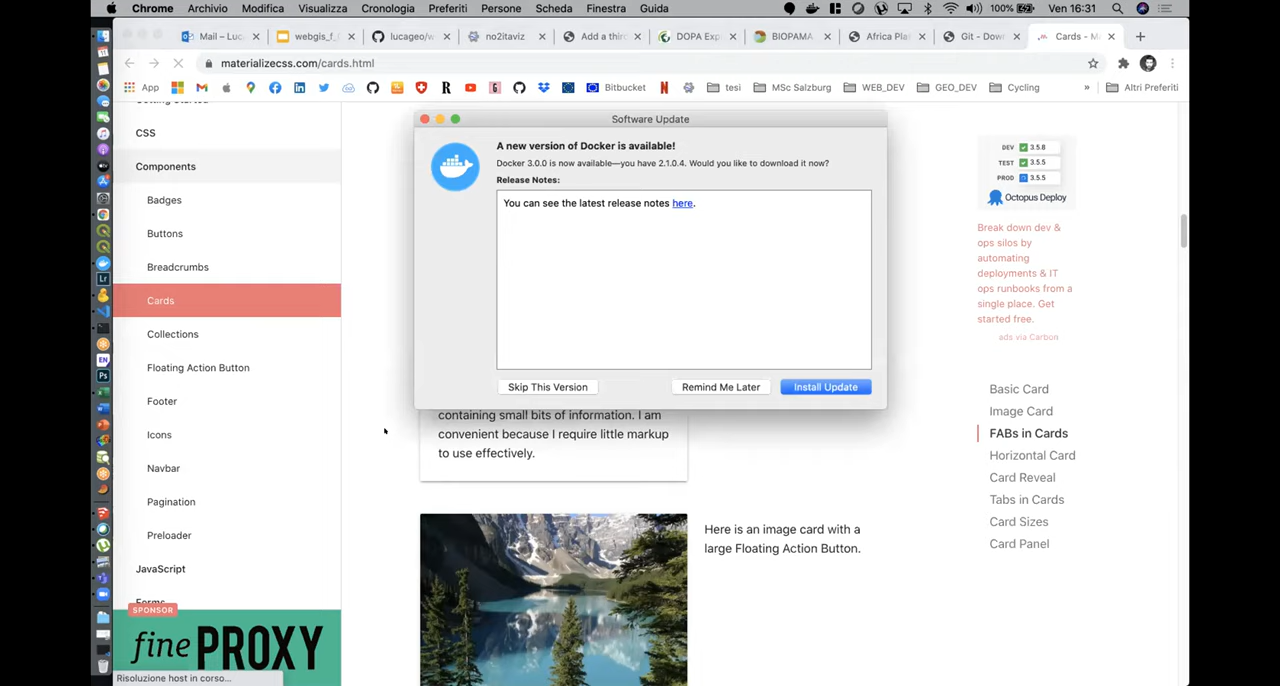 Chrome Archivio Modifica Visualizza Cronologia Preferiti Persone Scheda Finestra Guida 100% Ven 16:31
Mail – Luc webgis_f_ lucageo/w no2itaviz Add a thir DOPA Exp BIOPAMA Africa Pla Git - Dow Cards - M
materializecss.com/cards.html
App Bitbucket tesi MSc Salzburg WEB_DEV GEO_DEV Cycling » Altri Preferiti
Getting Started
CSS
Components
Badges
Buttons
Breadcrumbs
Cards
Collections
Floating Action Button
Footer
Icons
Navbar
Pagination
Preloader
JavaScript
Forms
SPONSOR
fine PROXY
Risoluzione host in corso...
Software Update
A new version of Docker is available!
Docker 3.0.0 is now available—you have 2.1.0.4. Would you like to download it now?
Release Notes:
You can see the latest release notes here.
Skip This Version Remind Me Later Install Update
containing small bits of information. I am
convenient because I require little markup
to use effectively.
Here is an image card with a
large Floating Action Button.
DEV 3.5.8
TEST 3.5.5
PROD 3.5.5
Octopus Deploy
Break down dev &
ops silos by
automating
deployments & IT
ops runbooks from a
single place. Get
started free.
ads via Carbon
Basic Card
Image Card
FABs in Cards
Horizontal Card
Card Reveal
Tabs in Cards
Card Sizes
Card Panel
EN
Lr
Ps